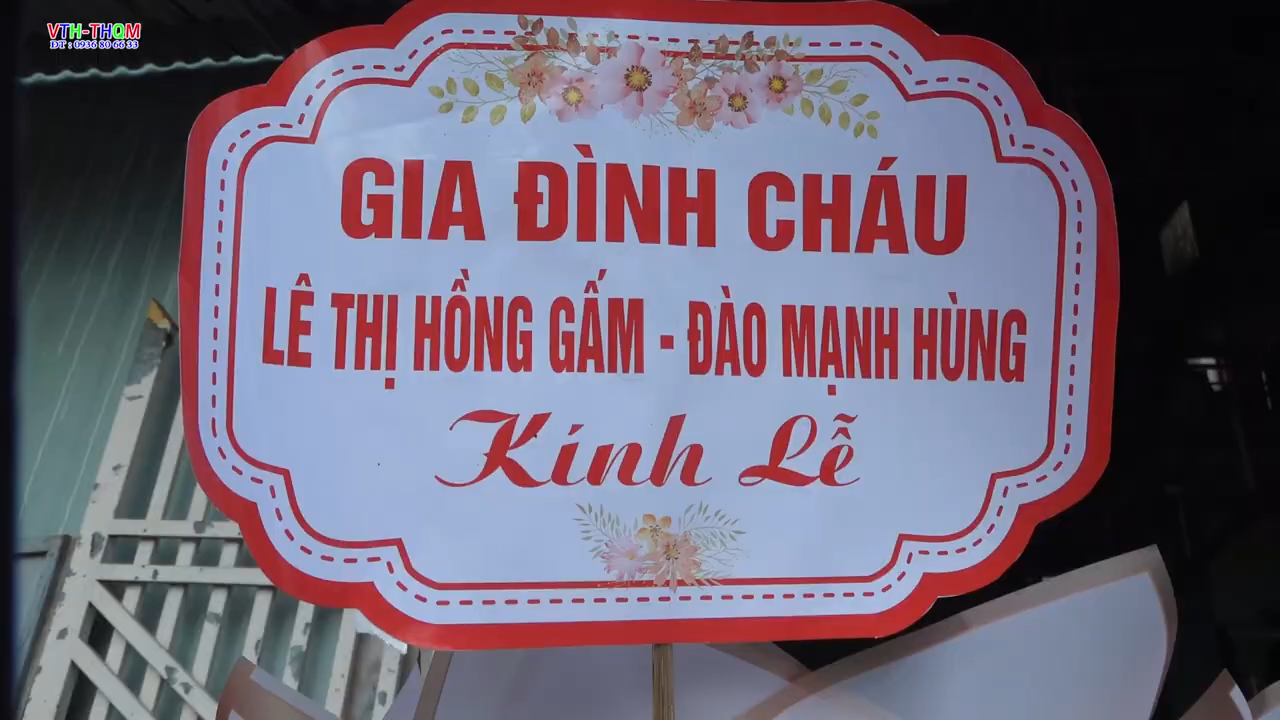 VTH-THQM
ĐT : 0936 80 66 33
GIA ĐÌNH CHÁU
LÊ THỊ HỒNG GẤM - ĐÀO MẠNH HÙNG
Kính Lễ